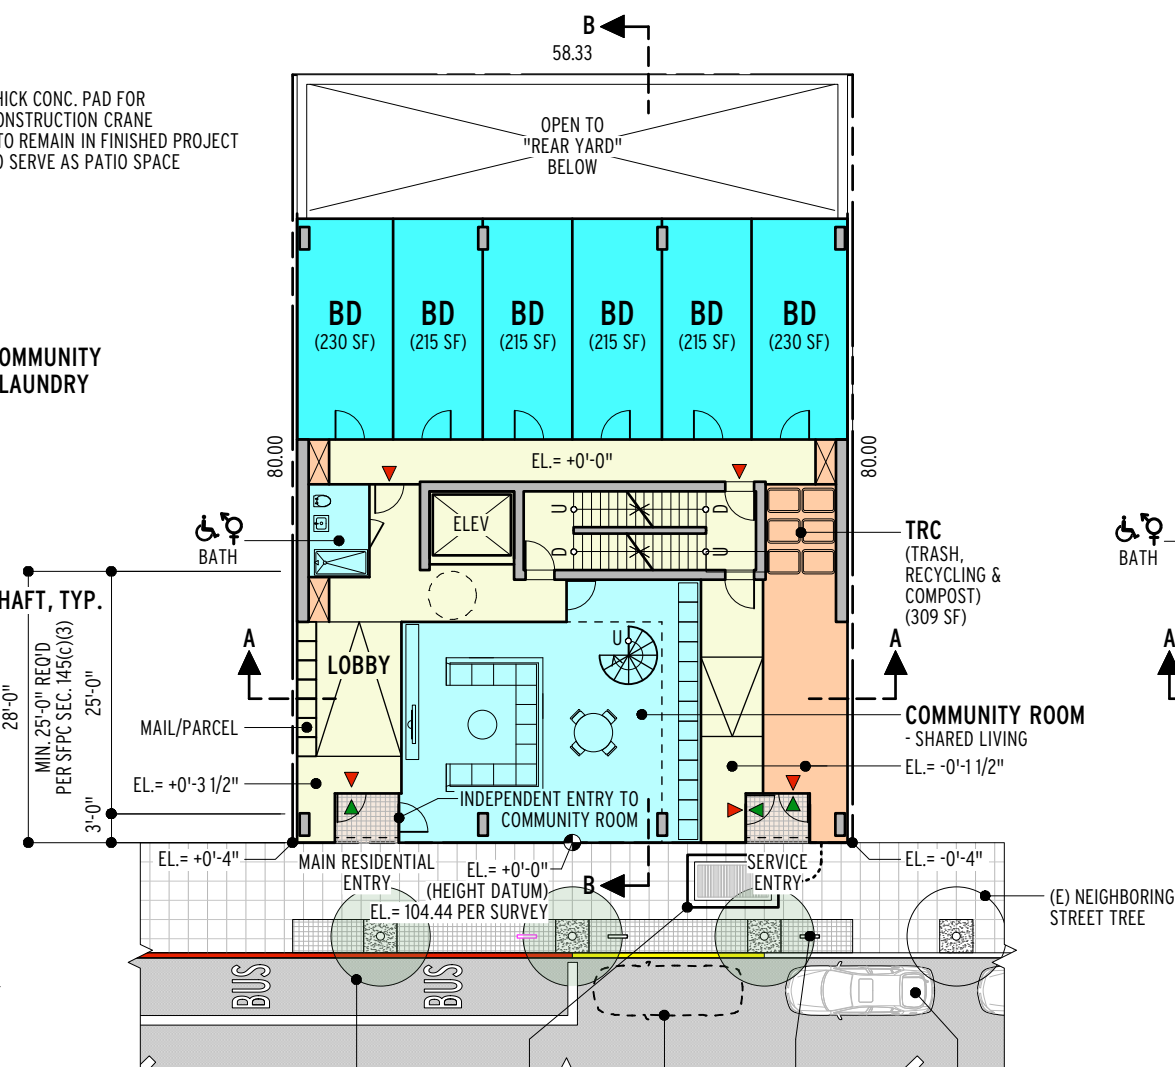 B
58.33
HICK CONC. PAD FOR
ONSTRUCTION CRANE
TO REMAIN IN FINISHED PROJECT
O SERVE AS PATIO SPACE
OPEN TO
"REAR YARD"
BELOW
BD
(230 SF)
BD
(215 SF)
BD
(215 SF)
BD
(215 SF)
BD
(215 SF)
BD
(230 SF)
OMMUNITY
LAUNDRY
80.00
80.00
EL.= +0'-0"
ELEV
U
D
D
U
BATH
BATH
TRC
(TRASH,
RECYCLING &
COMPOST)
(309 SF)
HAFT, TYP.
A
A
A
LOBBY
U
28'-0"
MIN. 25'-0" REQ'D
PER SFPC SEC. 145(c)(3)
25'-0"
3'-0"
MAIL/PARCEL
COMMUNITY ROOM
- SHARED LIVING
EL.= +0'-3 1/2"
EL.= -0'-1 1/2"
INDEPENDENT ENTRY TO
COMMUNITY ROOM
EL.= +0'-4"
MAIN RESIDENTIAL
ENTRY
EL.= +0'-0"
(HEIGHT DATUM)
EL.= 104.44 PER SURVEY
B
SERVICE
ENTRY
EL.= -0'-4"
(E) NEIGHBORING
STREET TREE
BUS
BUS